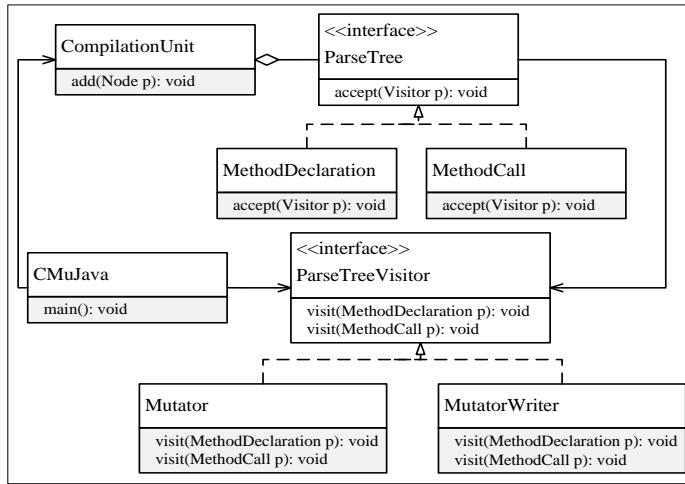 CompilationUnit
add(Node p): void
<<interface>>
ParseTree
accept(Visitor p): void
MethodDeclaration
accept(Visitor p): void
MethodCall
accept(Visitor p): void
CMuJava
main(): void
<<interface>>
ParseTreeVisitor
visit(MethodDeclaration p): void
visit(MethodCall p): void
Mutator
visit(MethodDeclaration p): void
visit(MethodCall p): void
MutatorWriter
visit(MethodDeclaration p): void
visit(MethodCall p): void